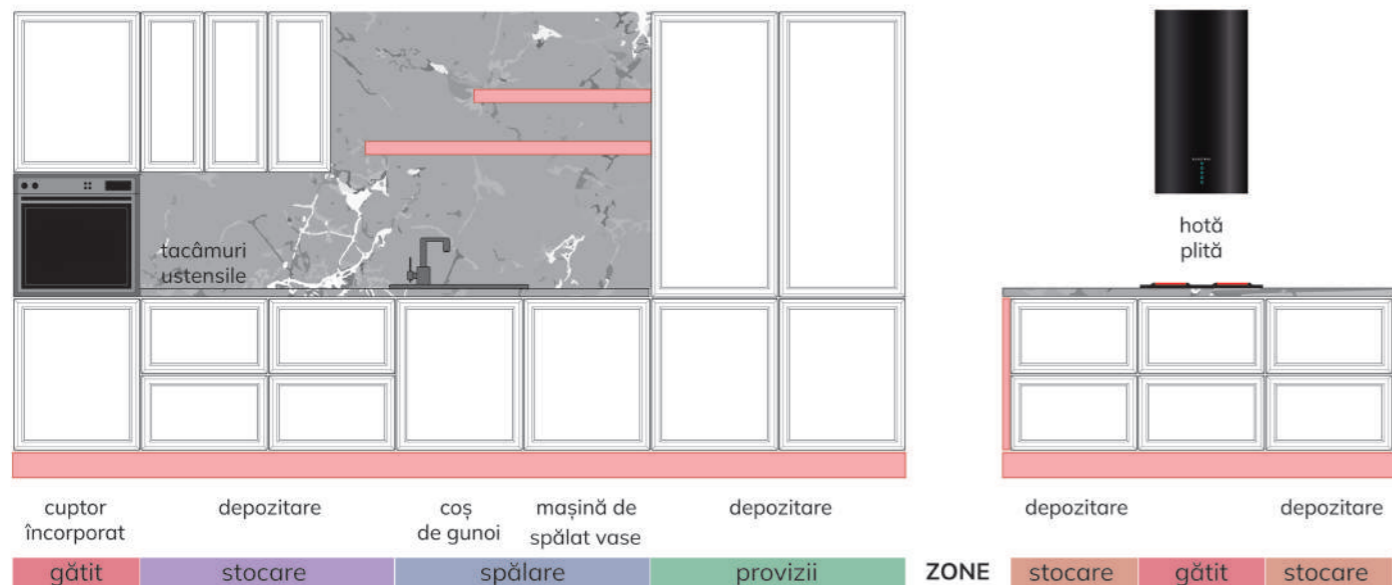 tacâmuri
ustensile
hotă
plită
cuptor
încorporat
depozitare
coș
de gunoi
mașină de
spălat vase
depozitare
depozitare
depozitare
gătit
stocare
spălare
provizii
ZONE
stocare
gătit
stocare